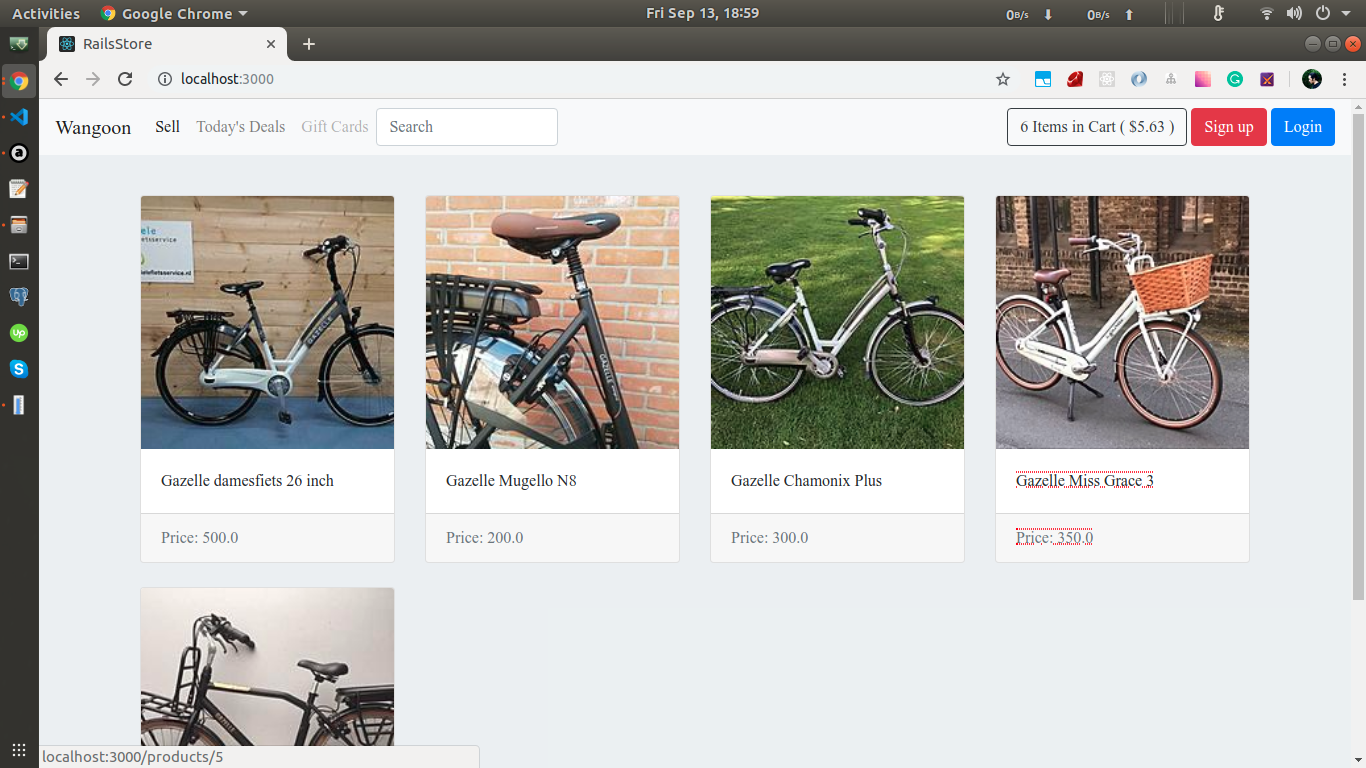 Activities Google Chrome Fri Sep 13, 18:59 0B/s 0B/s
RailsStore
localhost:3000
Wangoon Sell Today's Deals Gift Cards Search 6 Items in Cart ( $5.63 ) Sign up Login
GAZELLE
GAZELLE
Gazelle damesfiets 26 inch Gazelle Mugello N8 Gazelle Chamonix Plus Gazelle Miss Grace 3
Price: 500.0 Price: 200.0 Price: 300.0 Price: 350.0
GAZELLE
localhost:3000/products/5